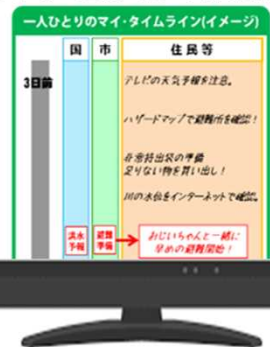 一人ひとりのマイ・タイムライン(イメージ)
国 市 住民等
3日前
テレビの天気予報を注意。
ハザードマップで避難所を確認！
非常持出袋の準備
足りない物を買い出し！
川の水位をインターネットで確認。
洪水
予報
避難
準備
おじいちゃんと一緒に
早めの避難開始！